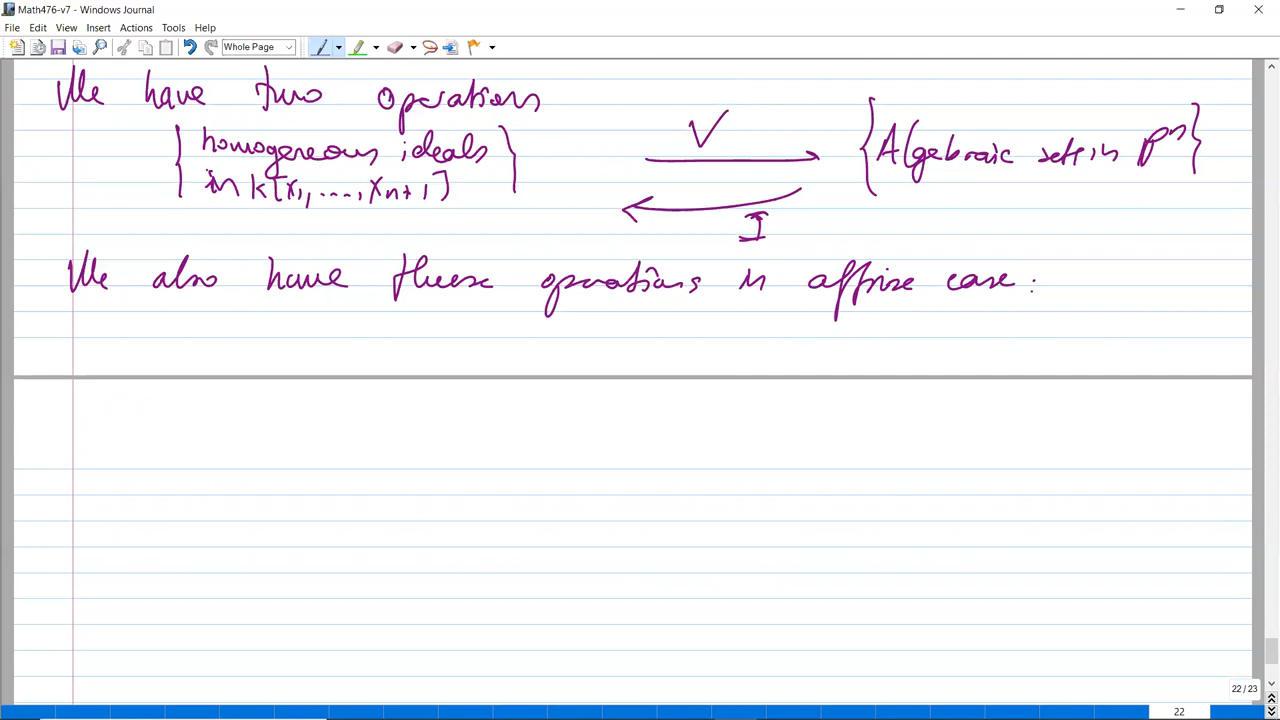 Math476-v7 - Windows Journal
File Edit View Insert Actions Tools Help
Whole Page
We have two operations
{ homogeneous ideals in k[x1, ...., xn+1] } V → { Algebraic sets in P^n }
← I
We also have these operations in affine case :
22 / 23
22